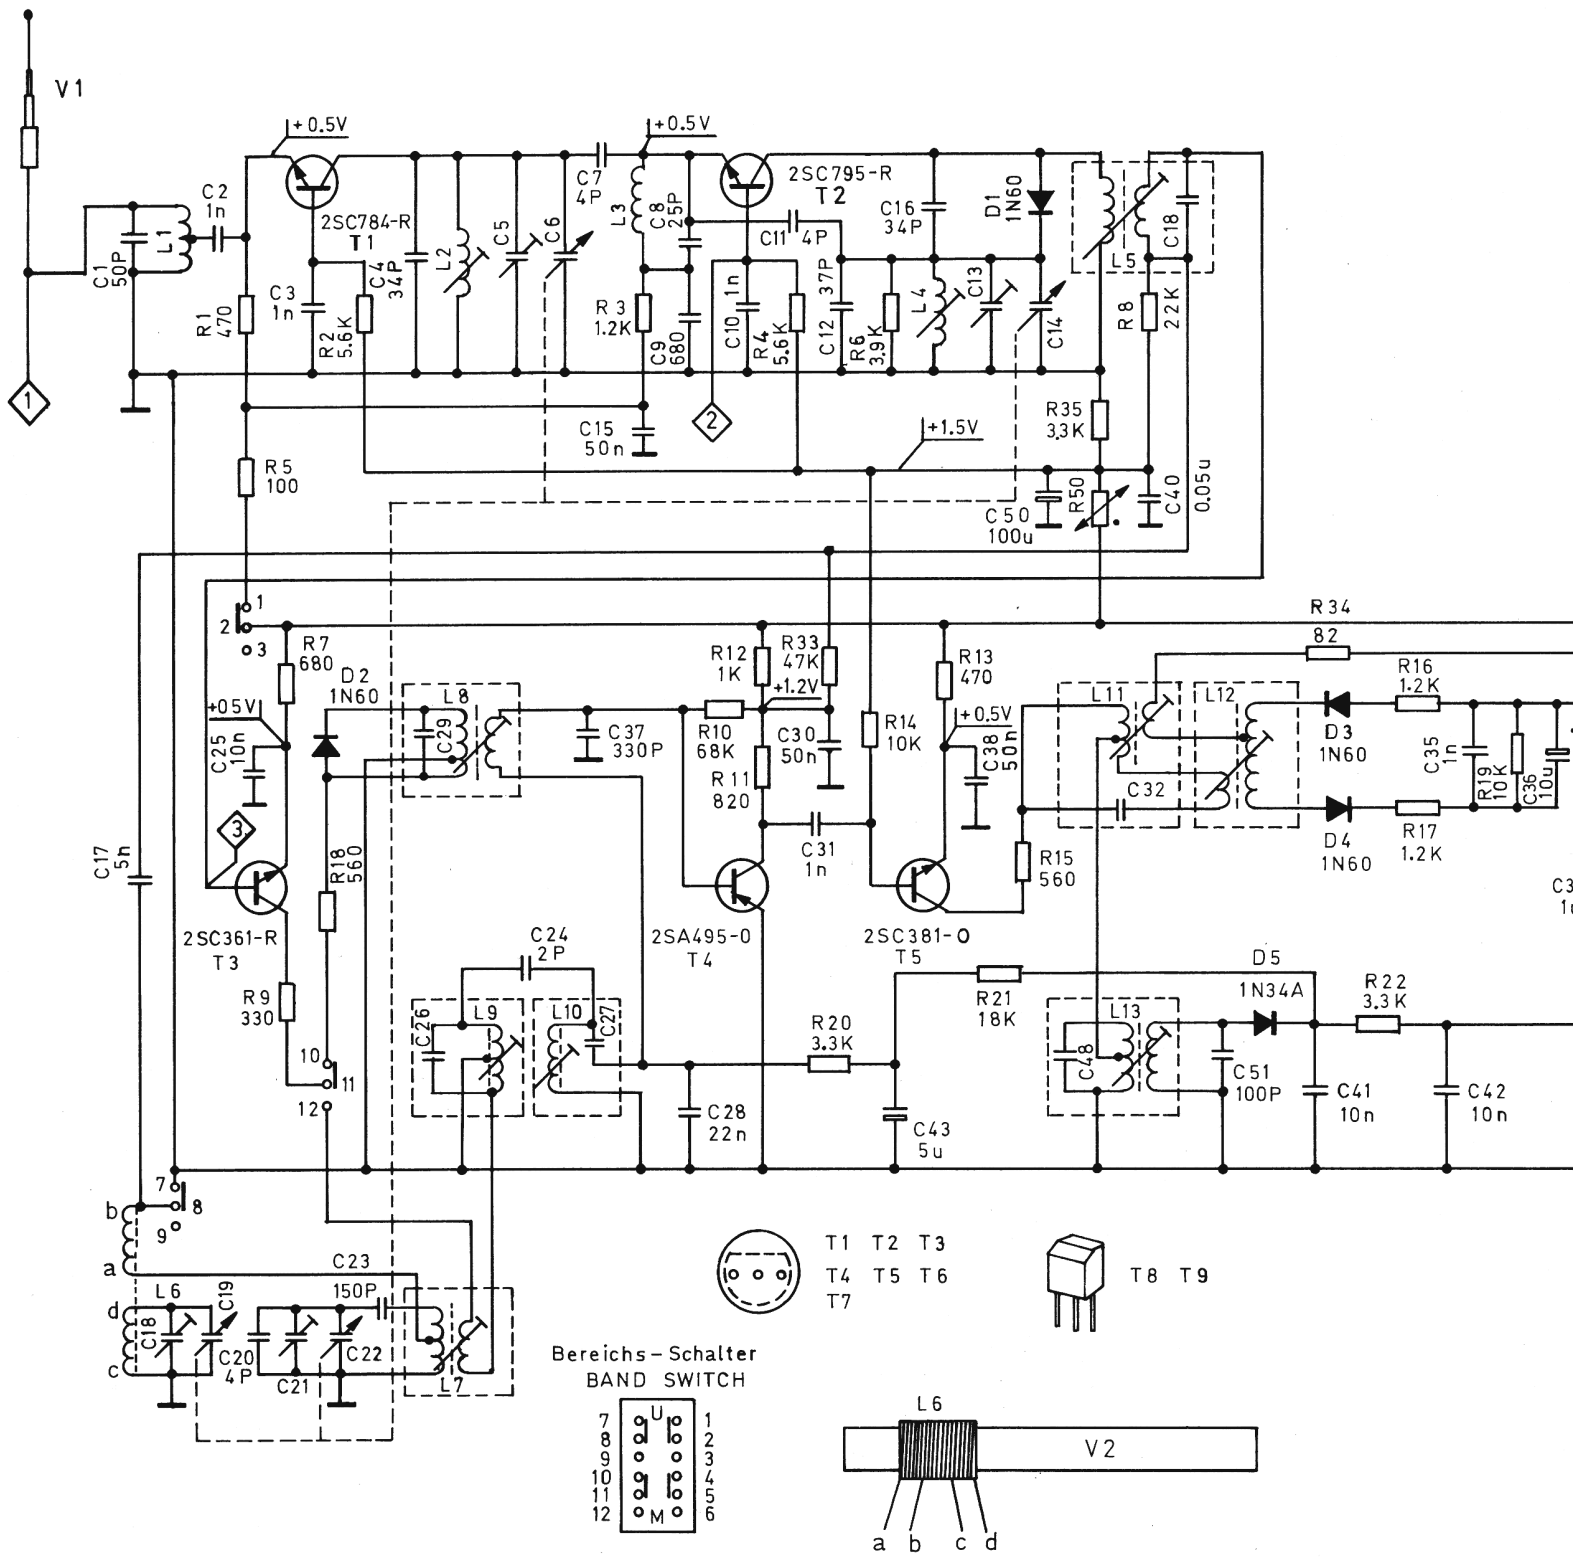 V1
+0.5V
+0.5V
C2
1n
2SC784-R
T1
C7
4P
2SC795-R
T2
D1
1N60
C1
50P
L1
C3
1n
R1
470
R2
5.6K
C4
34P
L2
C5
C6
L3
C8
25P
C11 4P
C16
34P
C18
L5
R3
1.2K
C9
680
C10 1n
R4
5.6K
C12 37P
R6
3.9K
L4
C13
C14
R8
22K
1
2
C15
50n
+1.5V
R35
3.3K
R5
100
C50
100u
R50
C40
0.05u
1
2
3
R7
680
D2
1N60
L8
R12
1K
R33
47K
+1.2V
R13
470
R34
82
+05V
C25
10n
C29
C37
330P
R10
68K
C30
50n
R14
10K
+0.5V
C38
50n
L11
L12
R16
1.2K
D3
1N60
C35
1n
R19
10K
C36
10u
R11
820
C32
3
C17
5n
R18
560
C31
1n
R15
560
D4
1N60
R17
1.2K
C3
2SC361-R
T3
C24
2P
2SA495-O
T4
2SC381-O
T5
D5
1N34A
R9
330
C26
L9
L10
C27
R20
3.3K
R21
18K
L13
R22
3.3K
10
11
12
C48
C51
100P
C41
10n
C42
10n
C28
22n
C43
5u
7
8
9
b
a
d
c
L6
C18
C19
C20
4P
C21
C22
C23
150P
L7
T1 T2 T3
T4 T5 T6
T7
T8 T9
Bereichs-Schalter
BAND SWITCH
U
7 1
8 2
9 3
10 4
11 5
12 6
M
L6
V2
a b c d